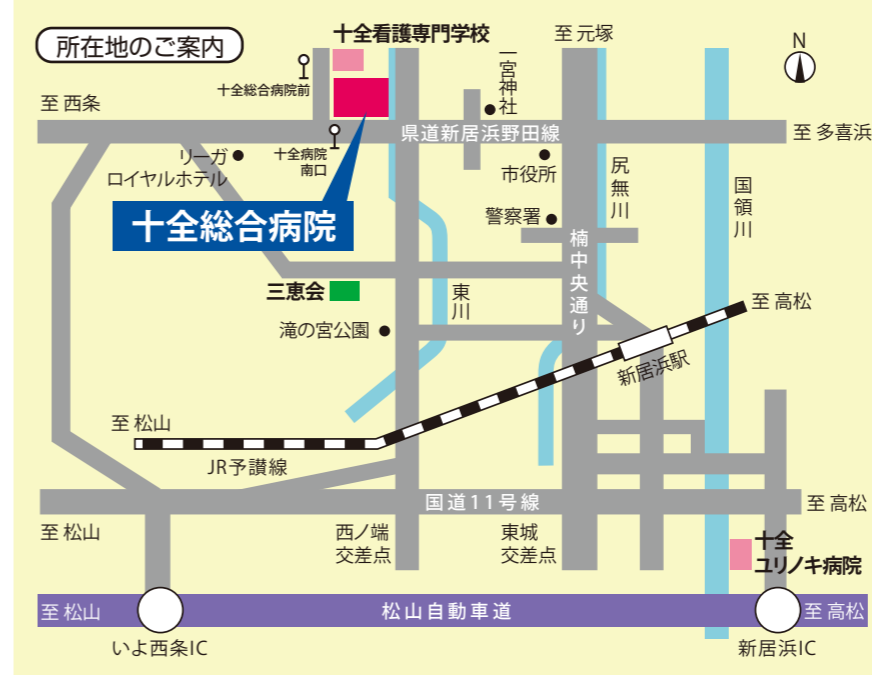 所在地のご案内
十全看護専門学校
至 元塚
N
十全総合病院前
一宮神社
至 西条
県道新居浜野田線
至 多喜浜
リーガ
ロイヤルホテル
十全病院
南口
市役所
尻無川
国領川
十全総合病院
警察署
楠中央通り
三恵会
東川
至 高松
滝の宮公園
新居浜駅
至 松山
JR予讃線
国道11号線
至 松山
至 高松
西ノ端
交差点
東城
交差点
十全
ユリノキ病院
至 松山
松山自動車道
至 高松
いよ西条IC
新居浜IC